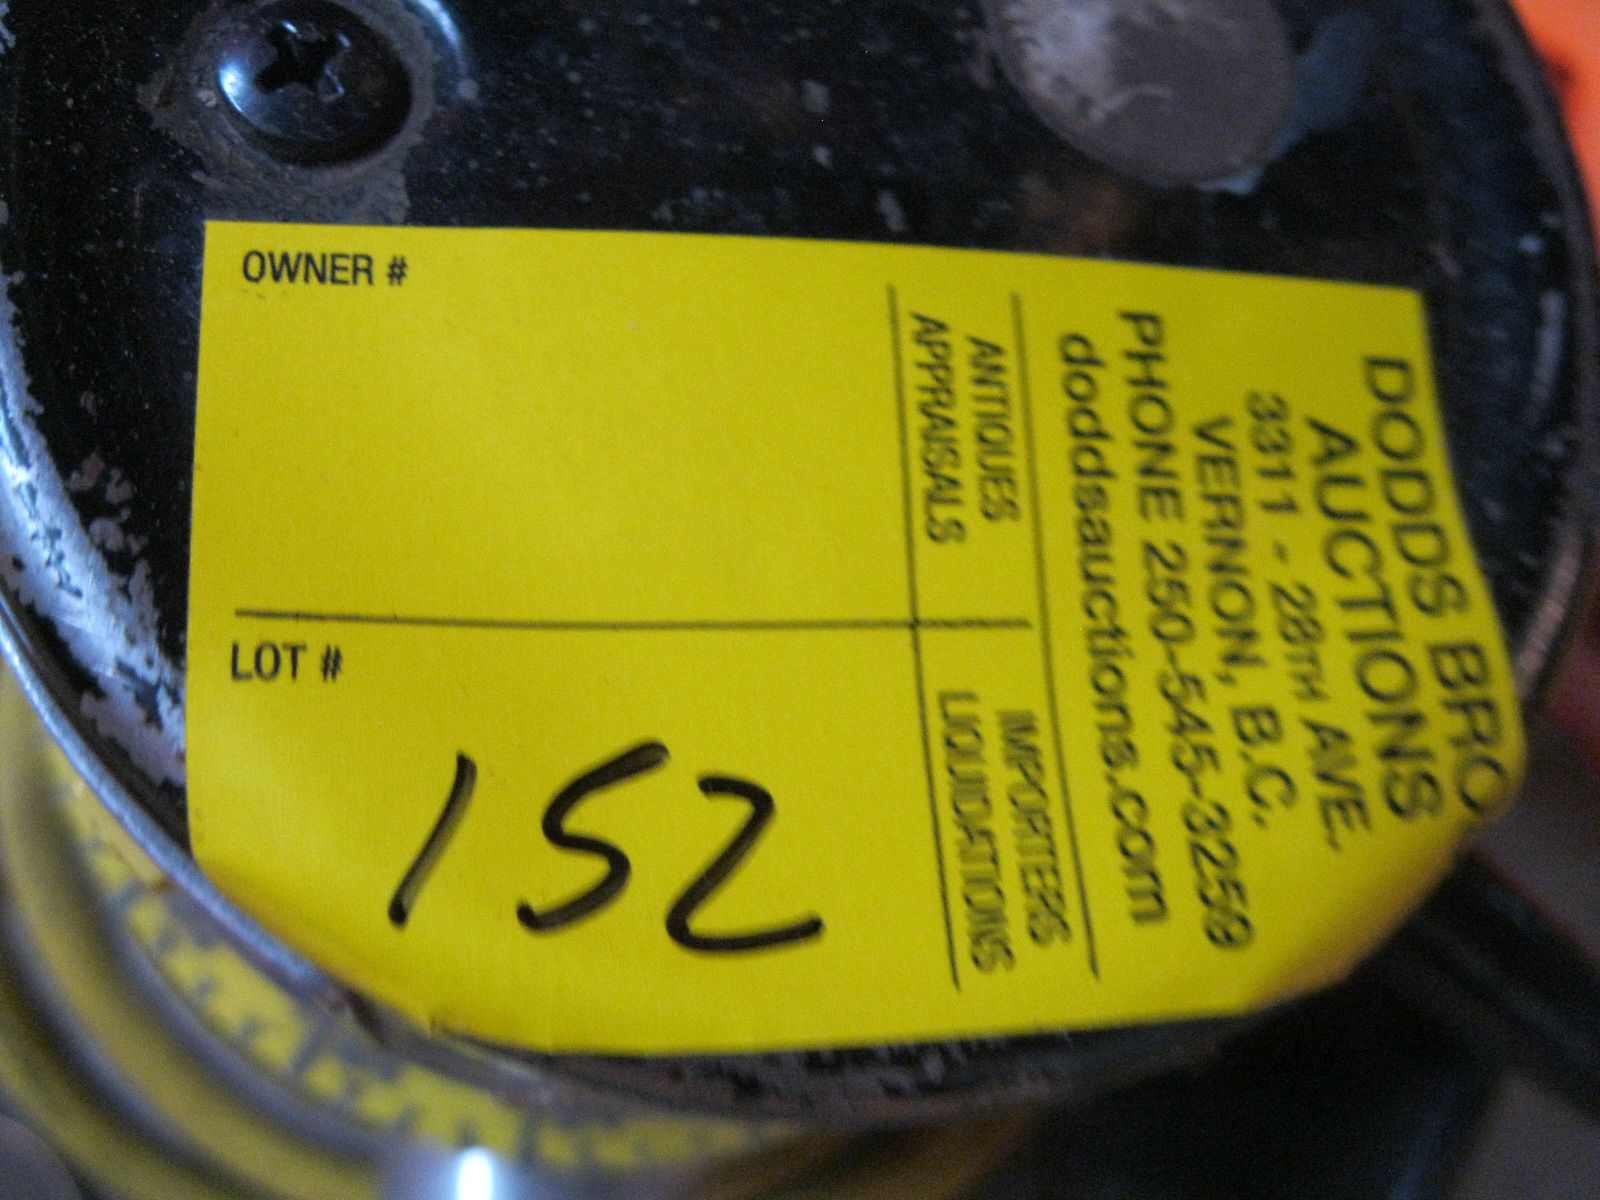 OWNER #
LOT #
152
DODDS BRO
AUCTIONS
3311 - 28TH AVE.
VERNON, B.C.
PHONE 250-545-3259
doddsauctions.com
ANTIQUES
APPRAISALS
IMPORTERS
LIQUIDATIONS